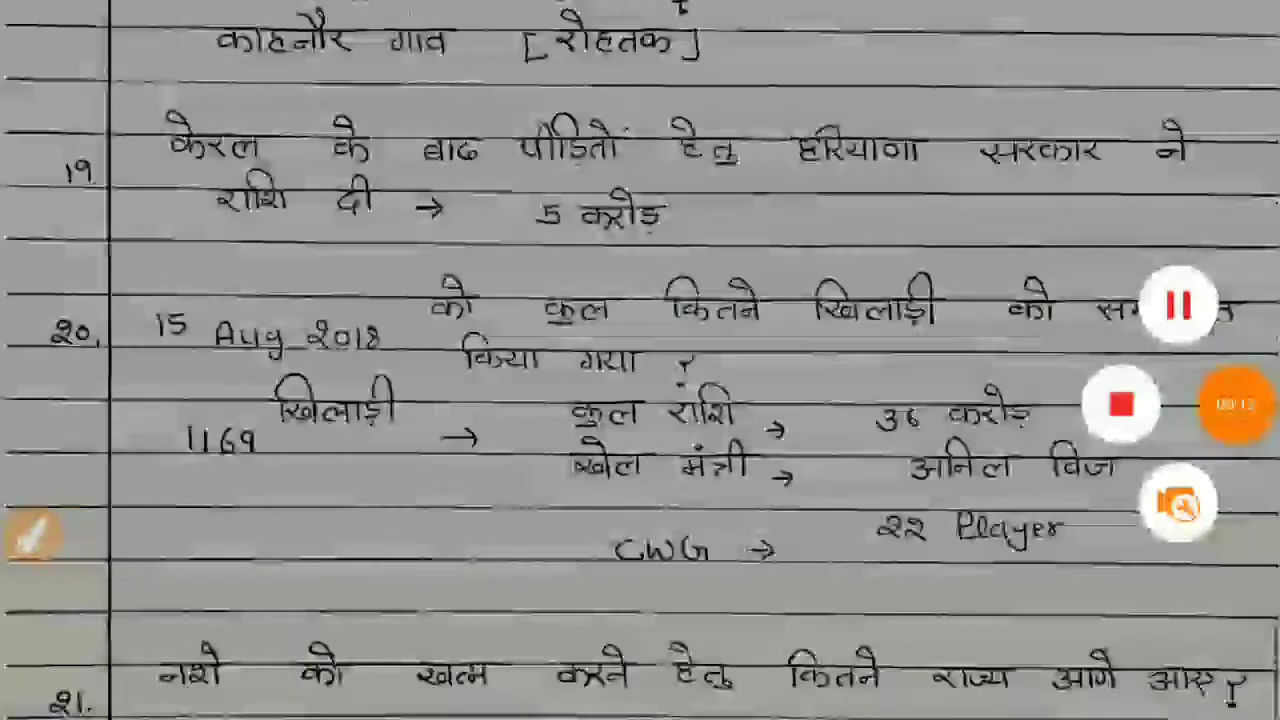 काहनौर गाव [रोहतक]
19. केरल के बाढ पीड़ितों हेतु हरियाणा सरकार ने
राशि दी → 5 करोड़
20. 15 Aug 2018 को कुल कितने खिलाड़ी को
किया गया ?
1169 खिलाड़ी → कुल राशि → 36 करोड़
खेल मंत्री → अनिल विज
CWG → 22 Player
21. नशे को खत्म करने हेतु कितने राज्य आगे आए ?